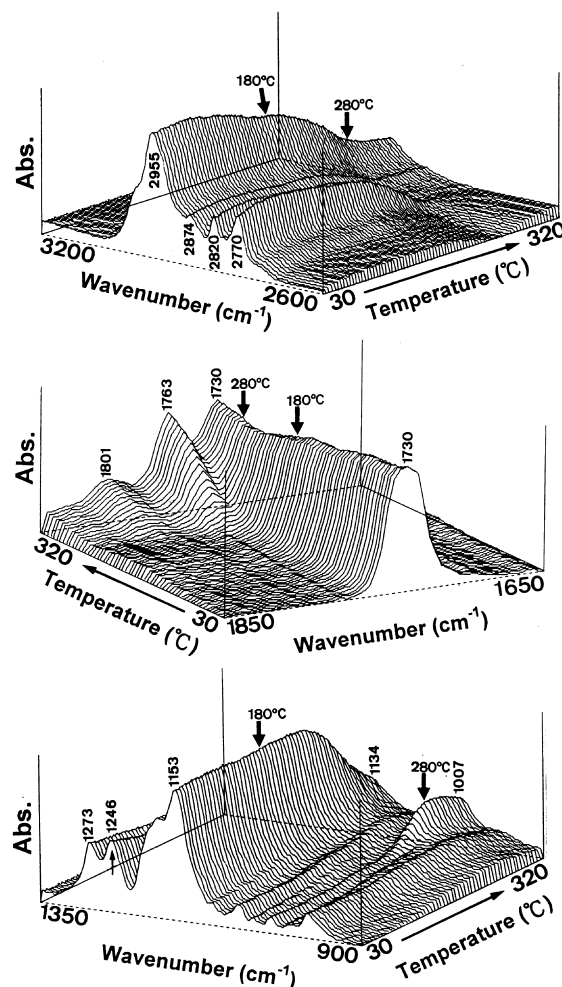 180°C
280°C
Abs.
2955
2874
2820
2770
3200
2600
30
320
Wavenumber (cm-1)
Temperature (℃)
1730
280°C
180°C
1763
1801
1730
320
30
1850
1650
Temperature (℃)
Wavenumber (cm-1)
180°C
1153
1134
280°C
1007
1273
1246
Abs.
1350
900
30
320
Wavenumber (cm-1)
Temperature (℃)